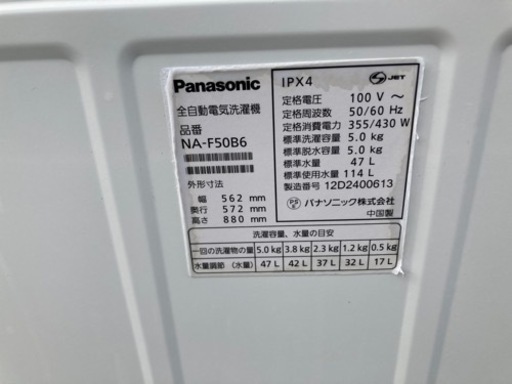 Panasonic
全自動電気洗濯機
品番
NA-F50B6
外形寸法
幅 562 mm
奥行 572 mm
高さ 880 mm
IPX4
S JET
定格電圧 100 V ～
定格周波数 50/60 Hz
定格消費電力 355/430 W
標準洗濯容量 5.0 kg
標準脱水容量 5.0 kg
標準水量 47 L
標準使用水量 114 L
製造番号 12D2400613
PS E パナソニック株式会社
中国製
洗濯容量、水量の目安
一回の洗濯物の量 5.0 kg 3.8 kg 2.3 kg 1.2 kg 0.5 kg
水量調節（水量） 47 L 42 L 37 L 32 L 17 L